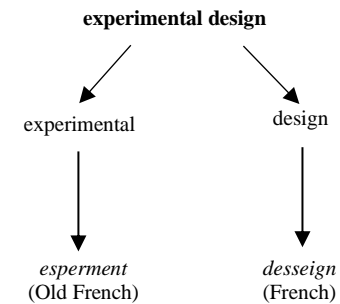 experimental design
experimental
design
esperment
(Old French)
desseign
(French)